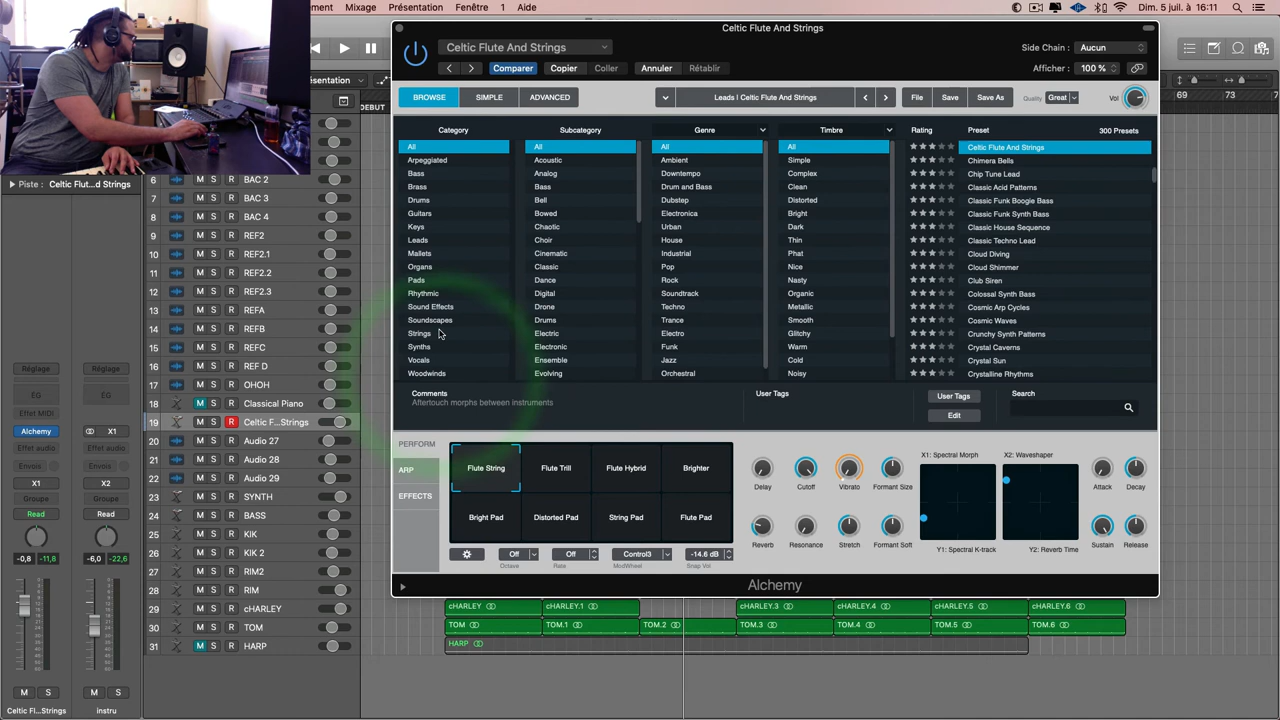 ment Mixage Présentation Fenêtre 1 Aide
Dim. 5 juil. à 16:11
ésentation
DEBUT
69 73 77
Celtic Flute And Strings
Celtic Flute And Strings
Side Chain : Aucun
Comparer Copier Coller Annuler Rétablir
Afficher : 100 %
BROWSE SIMPLE ADVANCED
Leads | Celtic Flute And Strings
File Save Save As Quality Great Vol
Category Subcategory Genre Timbre Rating Preset 300 Presets
All All All All Celtic Flute And Strings
Arpeggiated Acoustic Ambient Simple Chimera Bells
Bass Analog Downtempo Complex Chip Tune Lead
Brass Bass Drum and Bass Clean Classic Acid Patterns
Drums Bell Dubstep Distorted Classic Funk Boogie Bass
Guitars Bowed Electronica Bright Classic Funk Synth Bass
Keys Chaotic Urban Dark Classic House Sequence
Leads Choir House Thin Classic Techno Lead
Mallets Cinematic Industrial Phat Cloud Diving
Organs Classic Pop Nice Cloud Shimmer
Pads Dance Rock Nasty Club Siren
Rhythmic Digital Soundtrack Organic Colossal Synth Bass
Sound Effects Drone Techno Metallic Cosmic Arp Cycles
Soundscapes Drums Trance Smooth Cosmic Waves
Strings Electric Electro Glitchy Crunchy Synth Patterns
Synths Electronic Funk Warm Crystal Caverns
Vocals Ensemble Jazz Cold Crystal Sun
Woodwinds Evolving Orchestral Noisy Crystalline Rhythms
Comments
Aftertouch morphs between instruments
User Tags
User Tags
Edit
Search
PERFORM
ARP
EFFECTS
Flute String Flute Trill Flute Hybrid Brighter
Bright Pad Distorted Pad String Pad Flute Pad
Off Off Control3 -14.6 dB
Octave Rate ModWheel Snap Vol
Delay Cutoff Vibrato Formant Size
Reverb Resonance Stretch Formant Soft
X1: Spectral Morph X2: Waveshaper
Y1: Spectral K-track Y2: Reverb Time
Attack Decay
Sustain Release
Alchemy
Piste : Celtic Flut…d Strings
Réglage Réglage
EG EG
Effet MIDI
Alchemy X1
Effet audio Effet audio
Envois Envois
X1 X2
Groupe Groupe
Read Read
-0,8 -11,8 -6,0 -22,6
M S M S
Celtic Fl…Strings instru
6 M S R BAC 2
7 M S R BAC 3
8 M S R BAC 4
9 M S R REF2
10 M S R REF2.1
11 M S R REF2.2
12 M S R REF2.3
13 M S R REFA
14 M S R REFB
15 M S R REFC
16 M S R REF D
17 M S R OHOH
18 M S R Classical Piano
19 M S R Celtic F…Strings
20 M S R Audio 27
21 M S R Audio 28
22 M S R Audio 29
23 M S R SYNTH
24 M S R BASS
25 M S R KIK
26 M S R KIK 2
27 M S R RIM2
28 M S R RIM
29 M S R cHARLEY
30 M S R TOM
31 M S R HARP
cHARLEY cHARLEY.1 cHARLEY.3 cHARLEY.4 cHARLEY.5 cHARLEY.6
TOM TOM.1 TOM.2 TOM.3 TOM.4 TOM.5 TOM.6
HARP